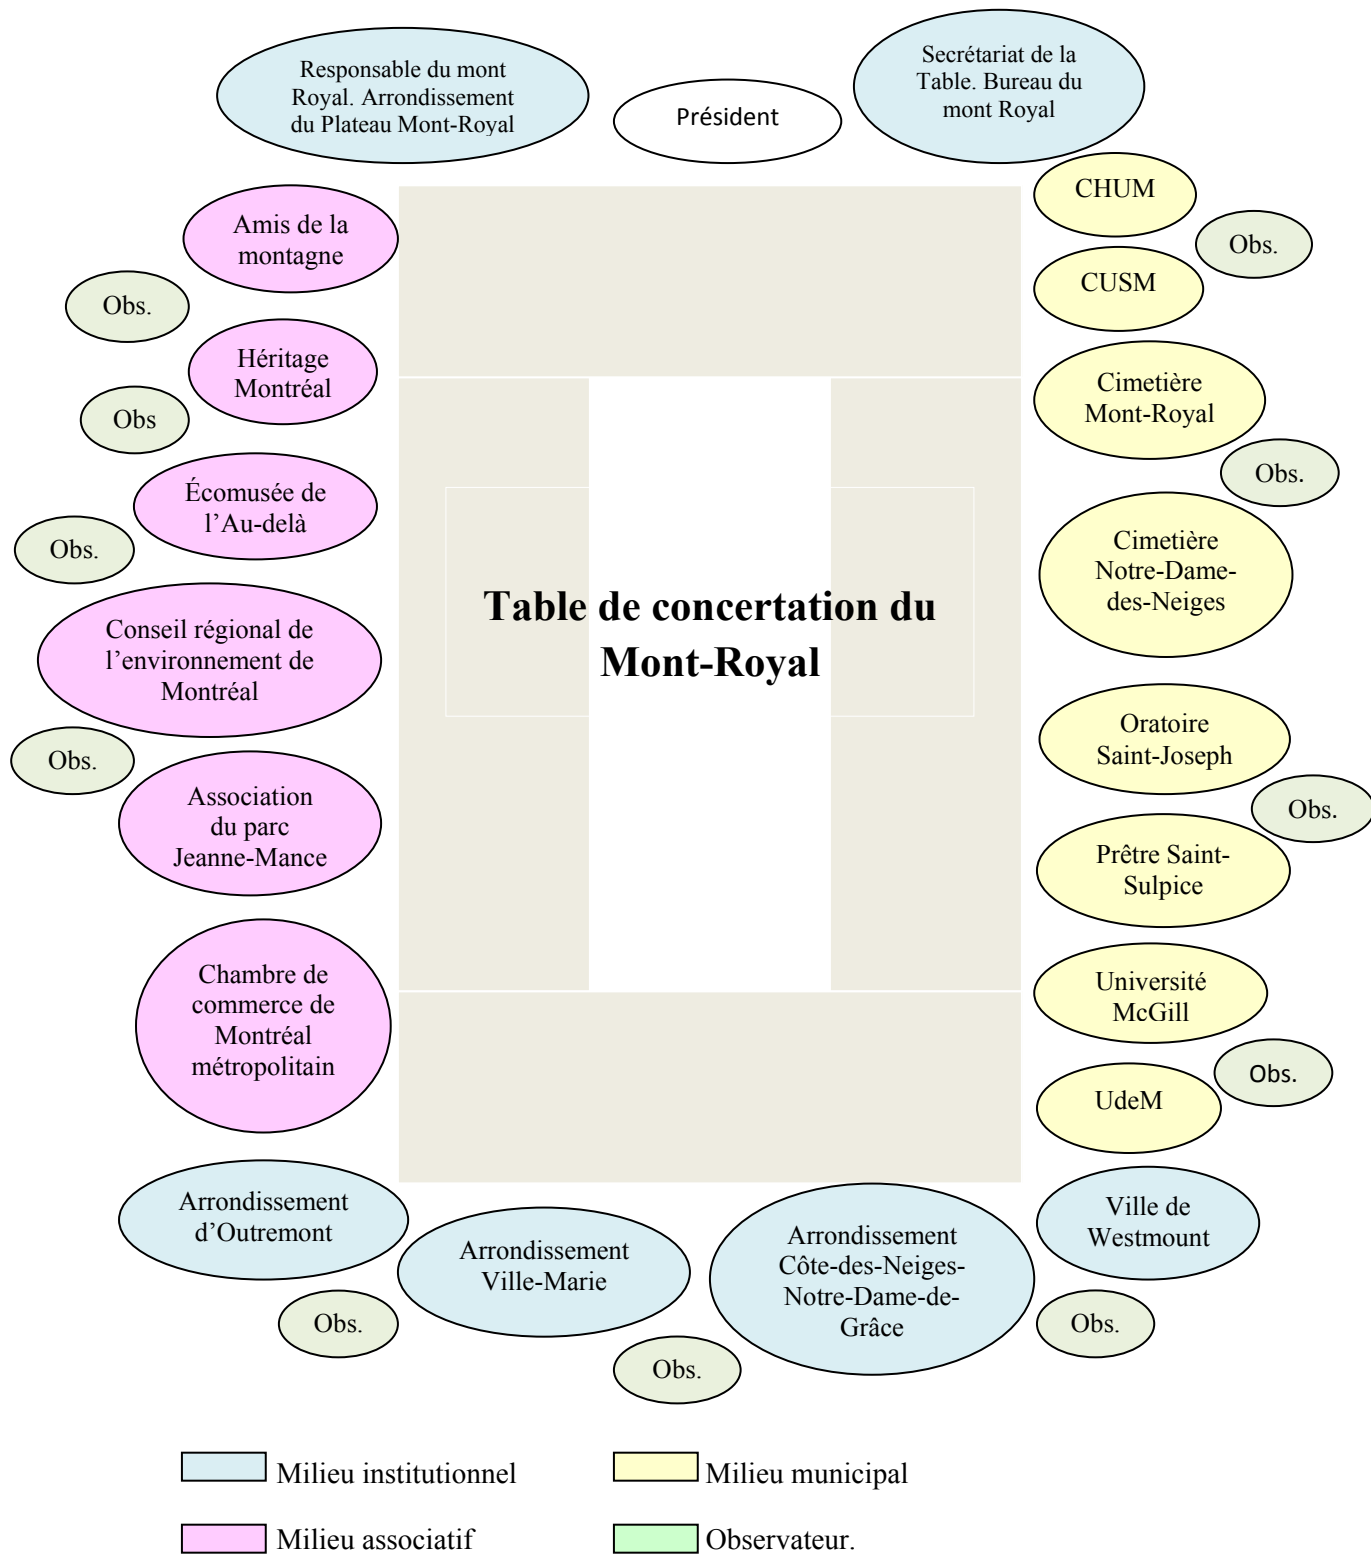 Responsable du mont
Royal. Arrondissement
du Plateau Mont-Royal
Président
Secrétariat de la
Table. Bureau du
mont Royal
Amis de la
montagne
Obs.
Héritage
Montréal
Obs
Écomusée de
l’Au-delà
Obs.
Conseil régional de
l’environnement de
Montréal
Obs.
Association
du parc
Jeanne-Mance
Chambre de
commerce de
Montréal
métropolitain
Table de concertation du
Mont-Royal
CHUM
Obs.
CUSM
Cimetière
Mont-Royal
Obs.
Cimetière
Notre-Dame-
des-Neiges
Oratoire
Saint-Joseph
Obs.
Prêtre Saint-
Sulpice
Université
McGill
Obs.
UdeM
Arrondissement
d’Outremont
Obs.
Arrondissement
Ville-Marie
Obs.
Arrondissement
Côte-des-Neiges-
Notre-Dame-de-
Grâce
Ville de
Westmount
Obs.
Milieu institutionnel
Milieu municipal
Milieu associatif
Observateur.